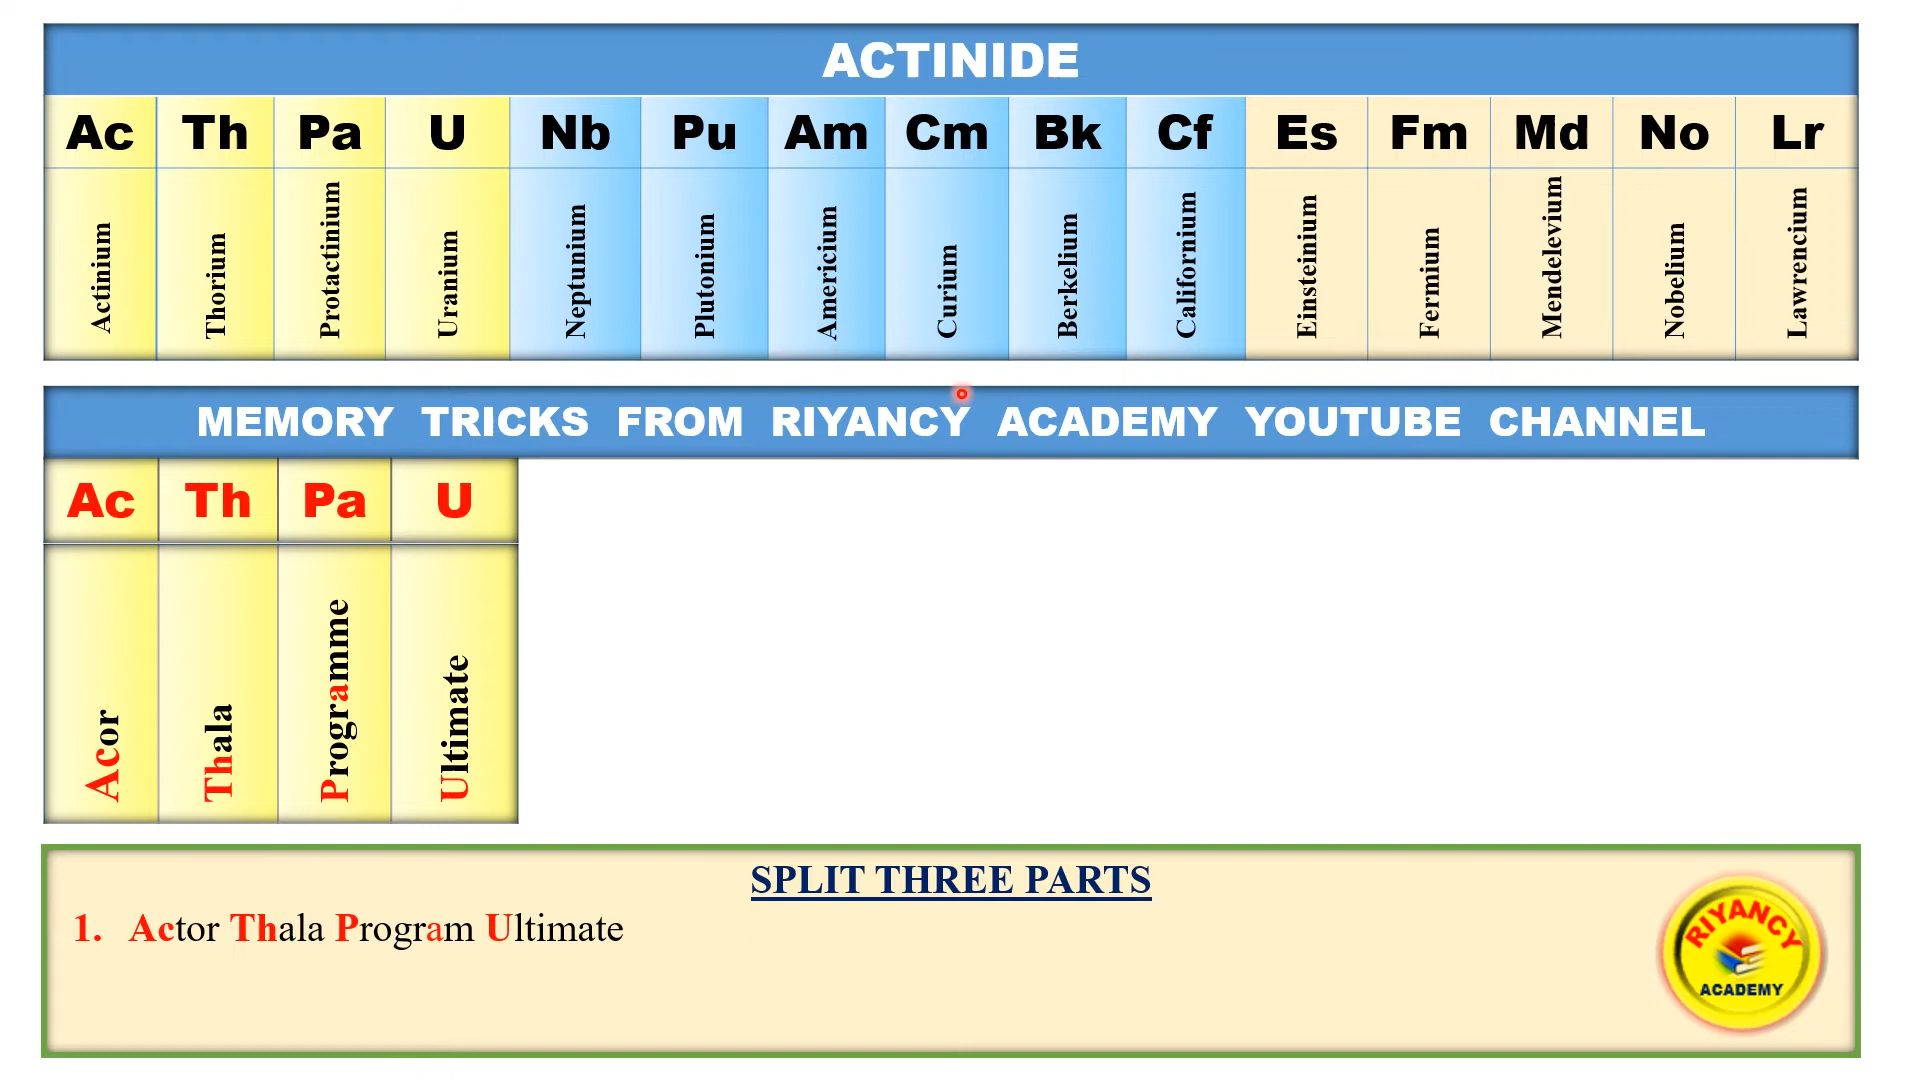 ACTINIDE
Ac Th Pa U Nb Pu Am Cm Bk Cf Es Fm Md No Lr
Actinium Thorium Protactinium Uranium Neptunium Plutonium Americium Curium Berkelium Californium Einsteinium Fermium Mendelevium Nobelium Lawrencium
MEMORY TRICKS FROM RIYANCY ACADEMY YOUTUBE CHANNEL
Ac Th Pa U
Acor Thala Programme Ultimate
SPLIT THREE PARTS
1. Actor Thala Program Ultimate
RIYANCY
ACADEMY